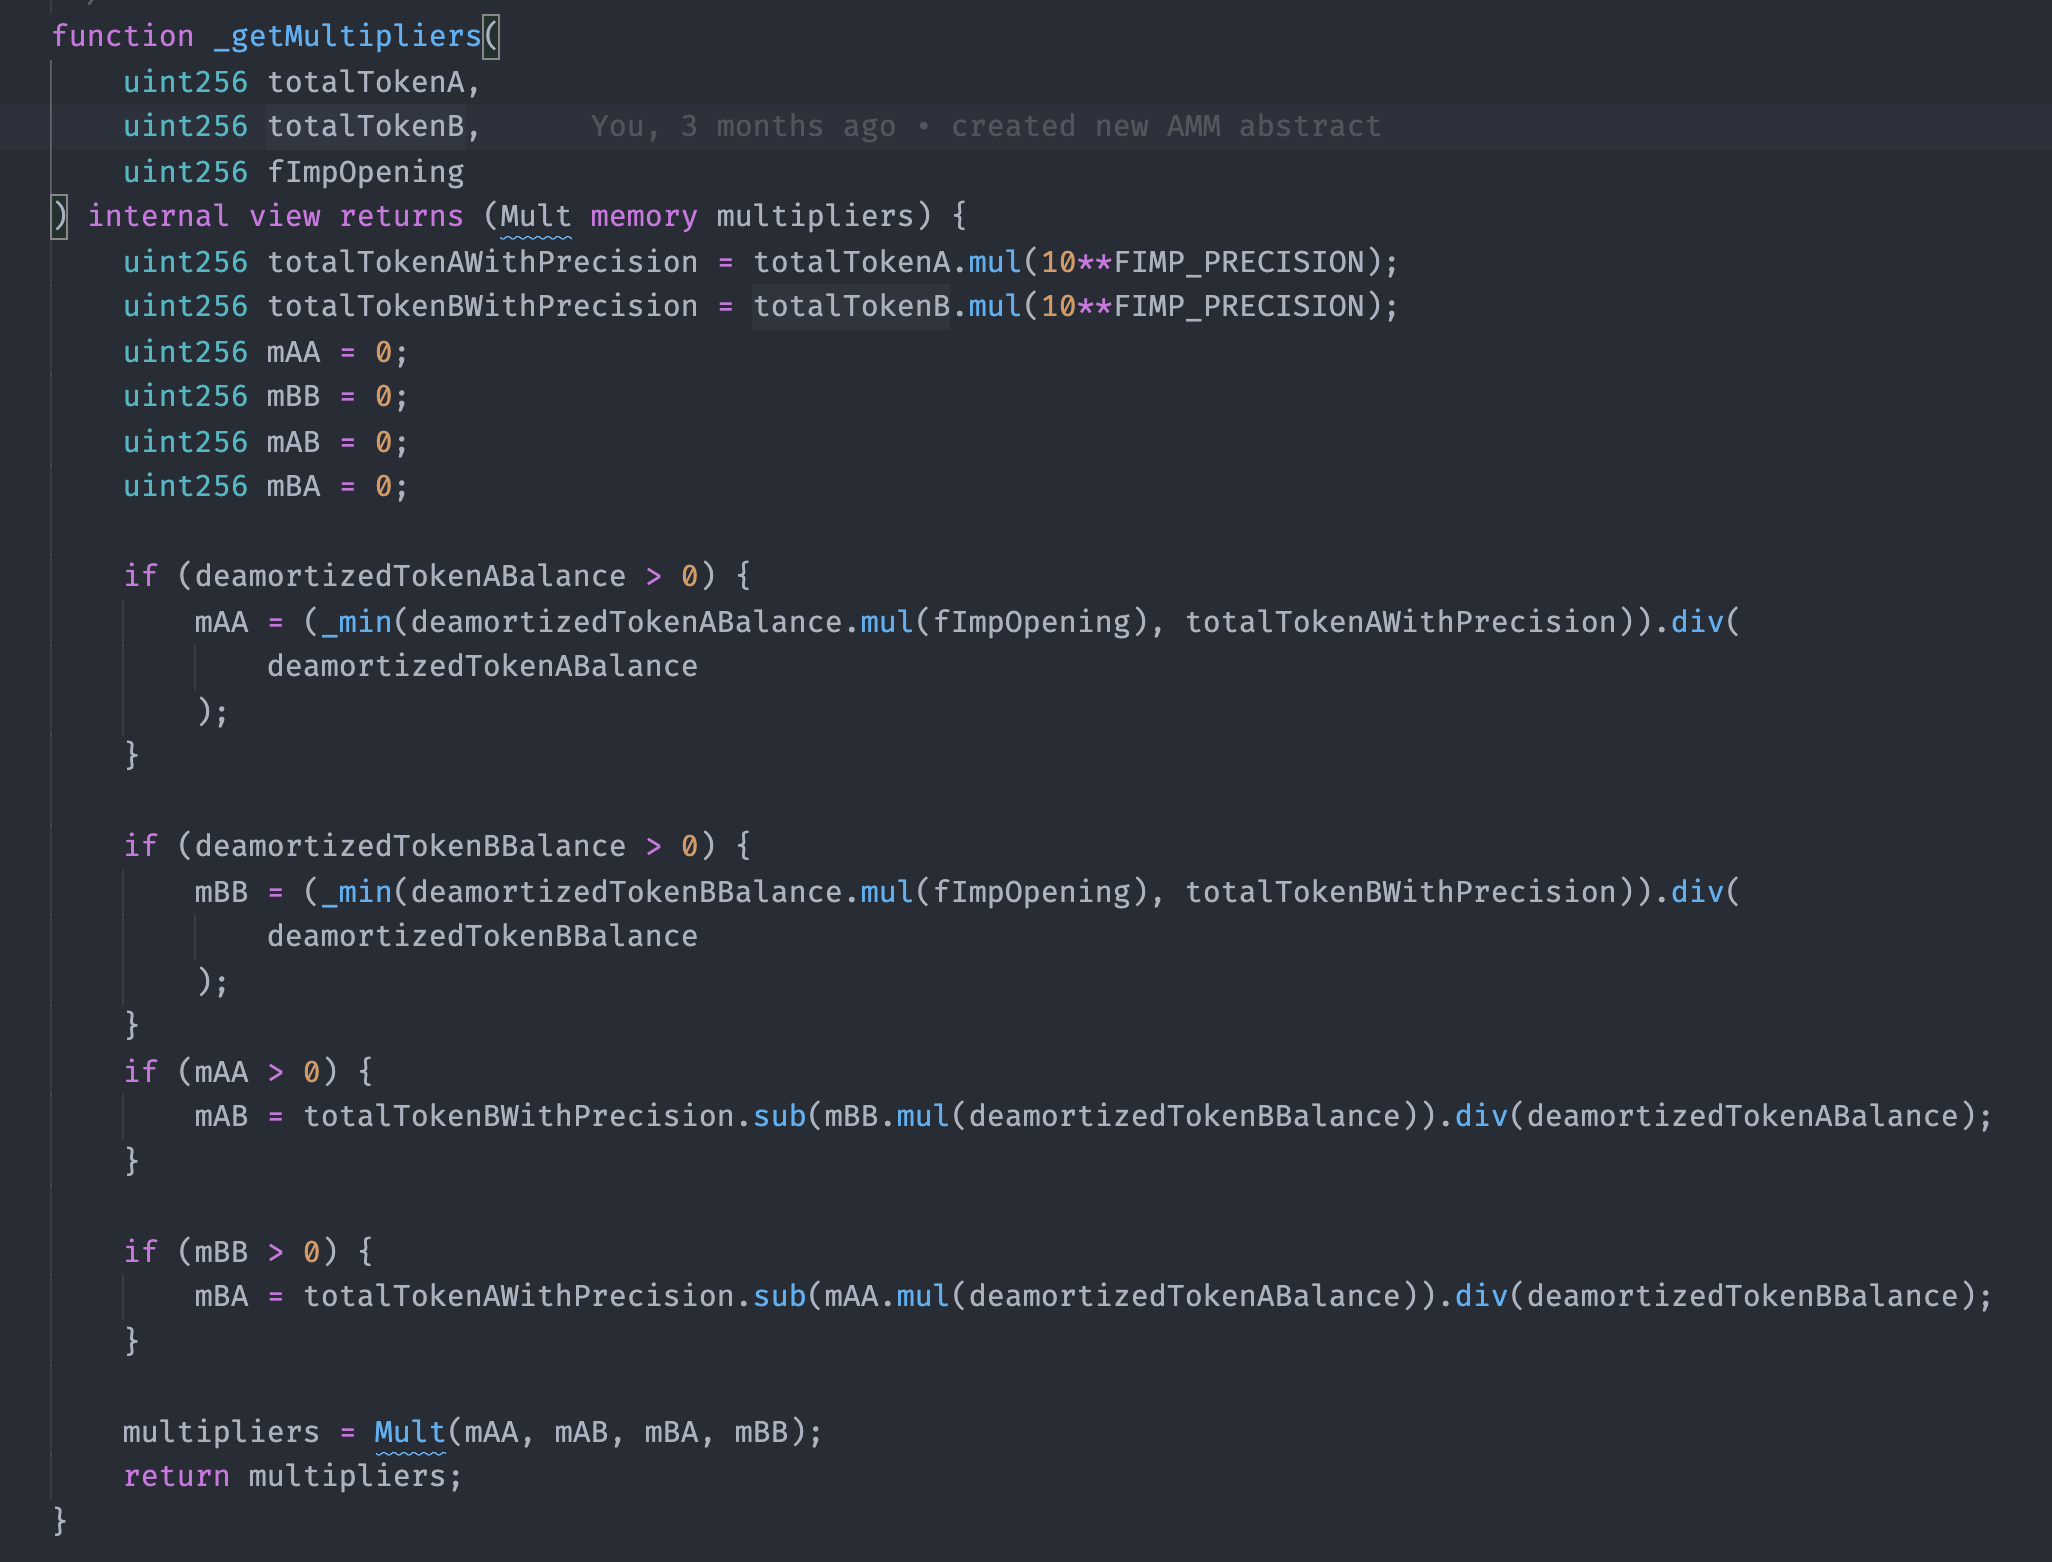 function _getMultipliers(
uint256 totalTokenA,
uint256 totalTokenB, You, 3 months ago • created new AMM abstract
uint256 fImpOpening
) internal view returns (Mult memory multipliers) {
uint256 totalTokenAWithPrecision = totalTokenA.mul(10**FIMP_PRECISION);
uint256 totalTokenBWithPrecision = totalTokenB.mul(10**FIMP_PRECISION);
uint256 mAA = 0;
uint256 mBB = 0;
uint256 mAB = 0;
uint256 mBA = 0;
if (deamortizedTokenABalance > 0) {
mAA = (_min(deamortizedTokenABalance.mul(fImpOpening), totalTokenAWithPrecision)).div(
deamortizedTokenABalance
);
}
if (deamortizedTokenBBalance > 0) {
mBB = (_min(deamortizedTokenBBalance.mul(fImpOpening), totalTokenBWithPrecision)).div(
deamortizedTokenBBalance
);
}
if (mAA > 0) {
mAB = totalTokenBWithPrecision.sub(mBB.mul(deamortizedTokenBBalance)).div(deamortizedTokenABalance);
}
if (mBB > 0) {
mBA = totalTokenAWithPrecision.sub(mAA.mul(deamortizedTokenABalance)).div(deamortizedTokenBBalance);
}
multipliers = Mult(mAA, mAB, mBA, mBB);
return multipliers;
}